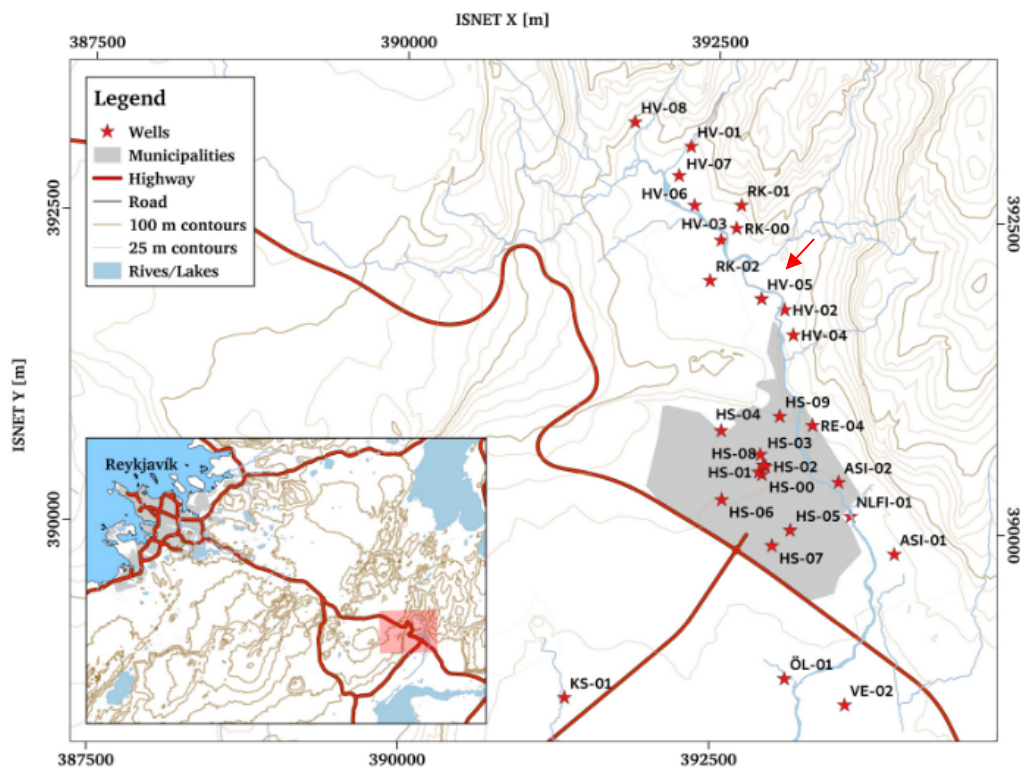 ISNET X [m]
387500
390000
392500
Legend
Wells
Municipalities
Highway
Road
100 m contours
25 m contours
Rives/Lakes
HV-08
HV-01
HV-07
HV-06
RK-01
HV-03
RK-00
RK-02
HV-05
HV-02
HV-04
392500
392500
ISNET Y [m]
HS-09
HS-04
RE-04
HS-03
HS-08
HS-02
ASI-02
HS-01
HS-00
NLFI-01
HS-06
HS-05
ASI-01
HS-07
390000
390000
Reykjavík
ÖL-01
KS-01
VE-02
387500
390000
392500